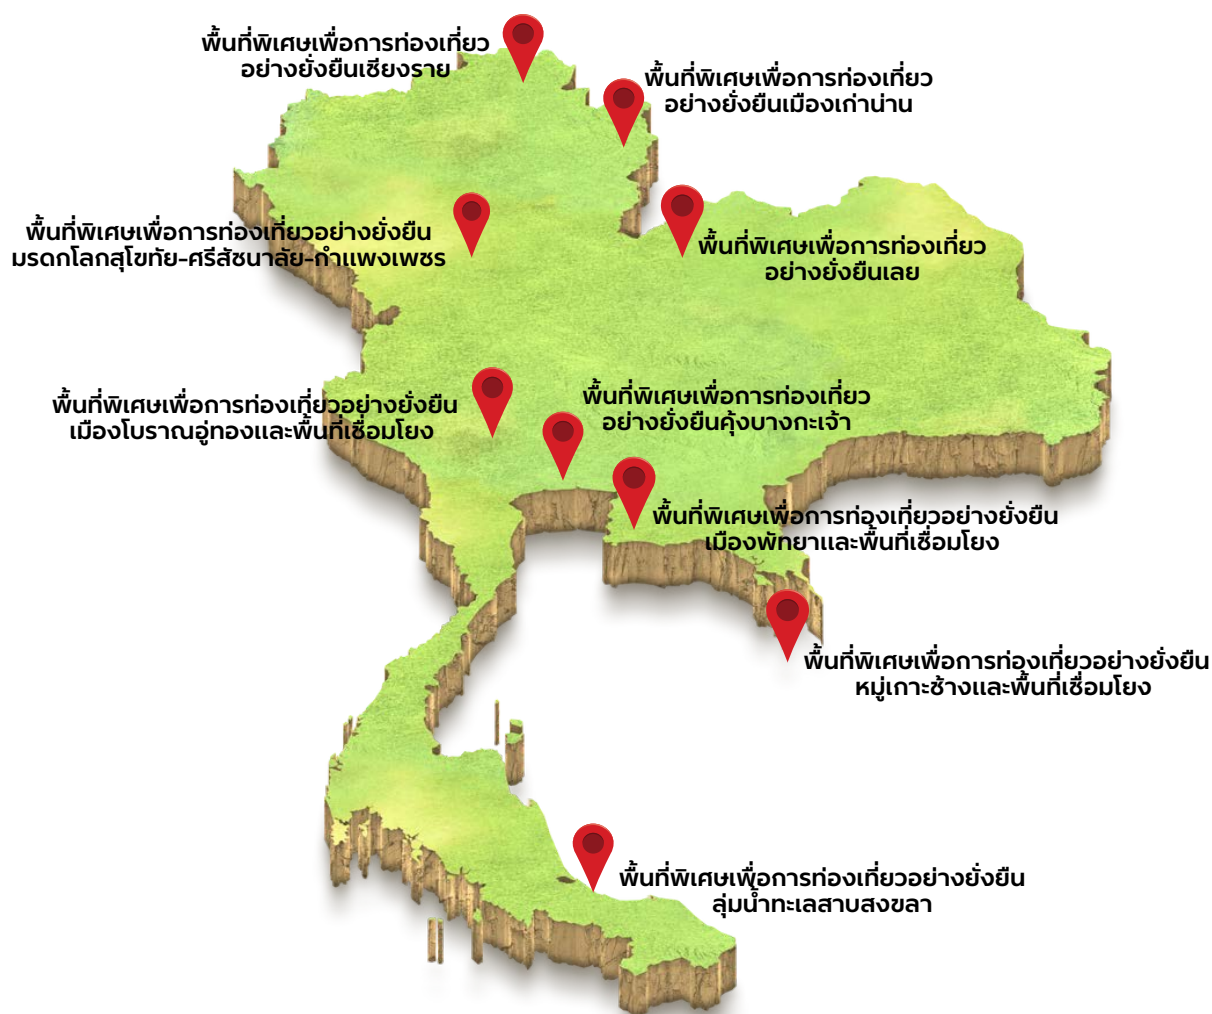 พื้นที่พิเศษเพื่อการท่องเที่ยว
อย่างยั่งยืนเชียงราย
พื้นที่พิเศษเพื่อการท่องเที่ยว
อย่างยั่งยืนเมืองเก่าน่าน
พื้นที่พิเศษเพื่อการท่องเที่ยวอย่างยั่งยืน
มรดกโลกสุโขทัย-ศรีสัชนาลัย-กำแพงเพชร
พื้นที่พิเศษเพื่อการท่องเที่ยว
อย่างยั่งยืนเลย
พื้นที่พิเศษเพื่อการท่องเที่ยวอย่างยั่งยืน
เมืองโบราณอู่ทองและพื้นที่เชื่อมโยง
พื้นที่พิเศษเพื่อการท่องเที่ยว
อย่างยั่งยืนคุ้งบางกะเจ้า
พื้นที่พิเศษเพื่อการท่องเที่ยวอย่างยั่งยืน
เมืองพัทยาและพื้นที่เชื่อมโยง
พื้นที่พิเศษเพื่อการท่องเที่ยวอย่างยั่งยืน
หมู่เกาะช้างและพื้นที่เชื่อมโยง
พื้นที่พิเศษเพื่อการท่องเที่ยวอย่างยั่งยืน
ลุ่มน้ำทะเลสาบสงขลา